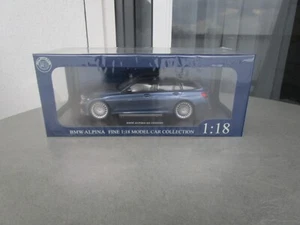 BMW ALPINA FINE 1:18 MODEL CAR COLLECTION
1:18